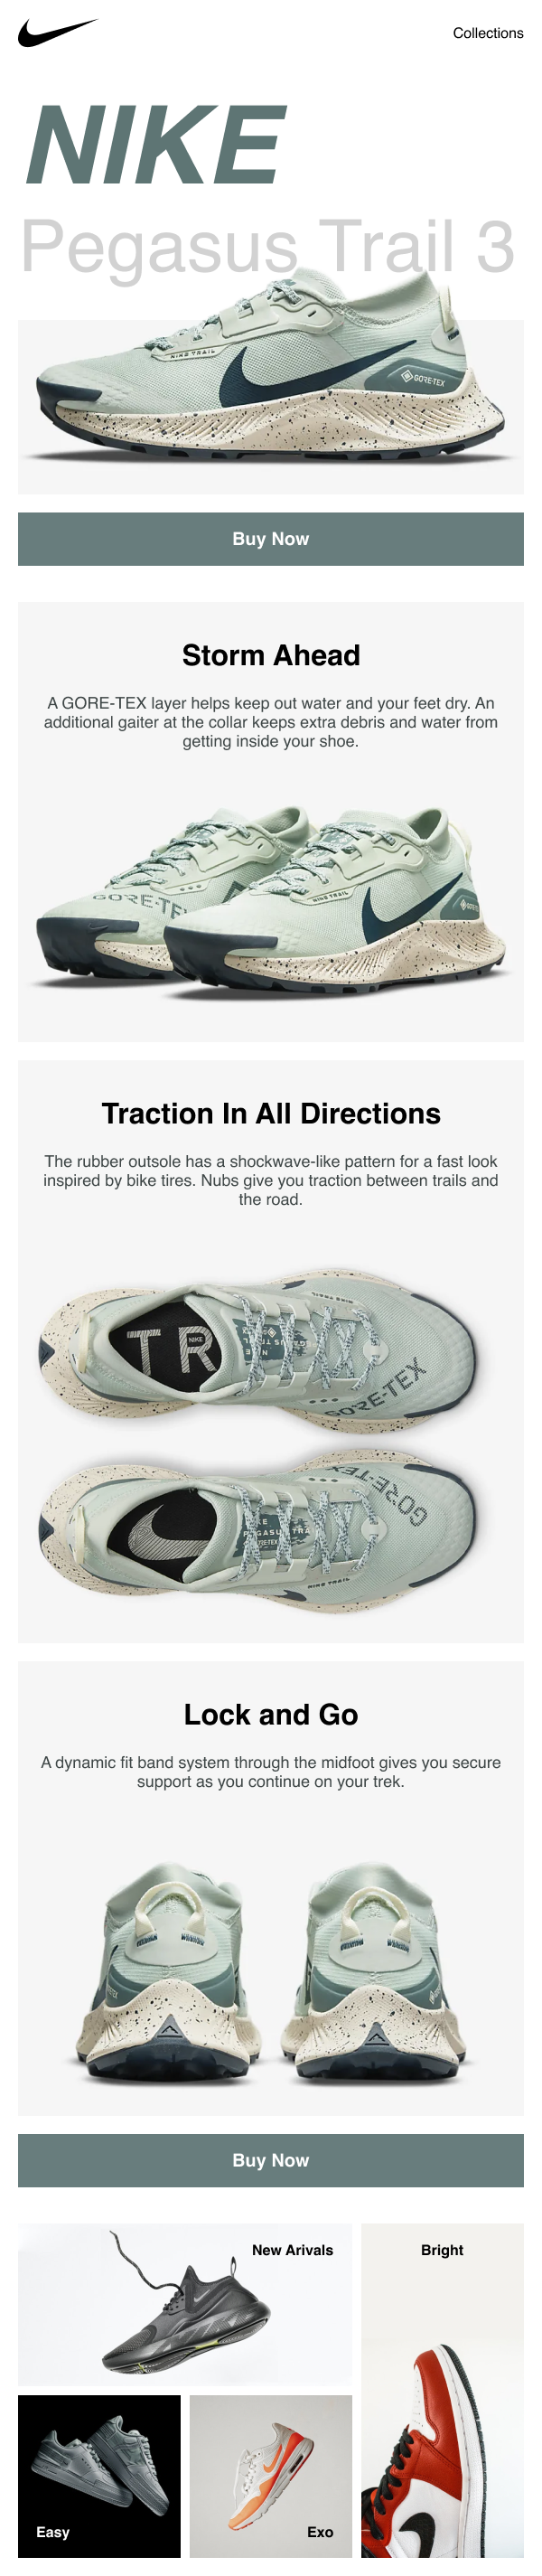 Collections
NIKE
Pegasus Trail 3
NIKE TRAIL
GORE-TEX
Buy Now
Storm Ahead
A GORE-TEX layer helps keep out water and your feet dry. An
additional gaiter at the collar keeps extra debris and water from
getting inside your shoe.
GORE-TEX
NIKE TRAIL
Traction In All Directions
The rubber outsole has a shockwave-like pattern for a fast look
inspired by bike tires. Nubs give you traction between trails and
the road.
TR
NIKE
GORE-TEX
GORE-TEX
NIKE TRAIL
Lock and Go
A dynamic fit band system through the midfoot gives you secure
support as you continue on your trek.
Buy Now
New Arivals
Bright
Easy
Exo